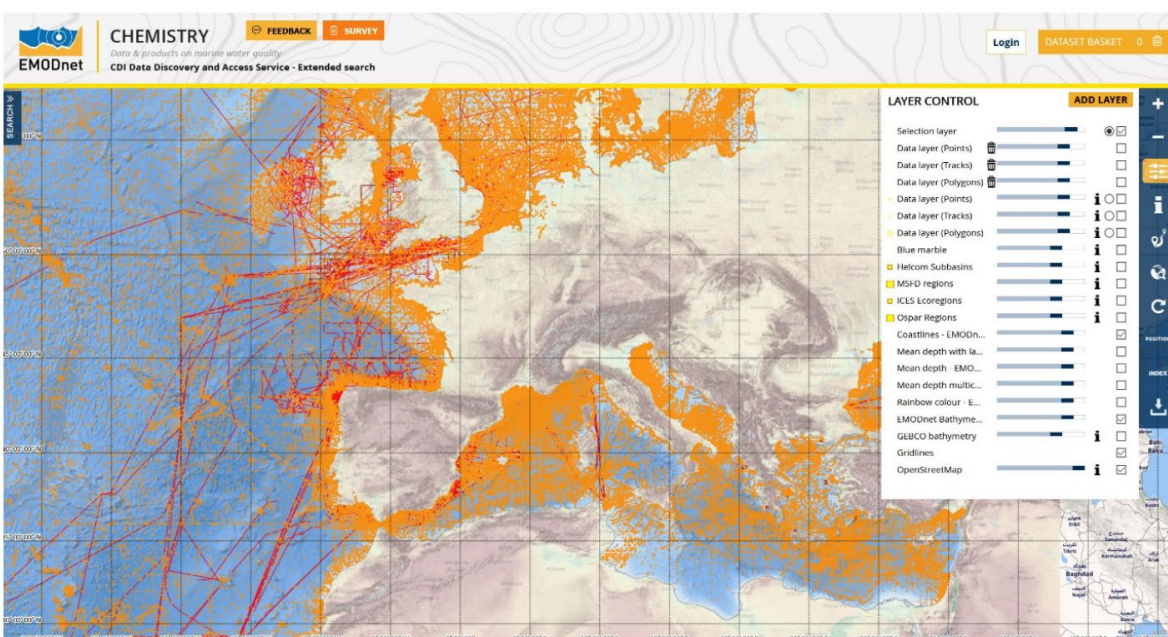 EMODnet
CHEMISTRY
Data & products on marine water quality
CDI Data Discovery and Access Service - Extended search
FEEDBACK
SURVEY
Login
DATASET BASKET 0
SEARCH
LAYER CONTROL
ADD LAYER
Selection layer
Data layer (Points)
Data layer (Tracks)
Data layer (Polygons)
Data layer (Points)
Data layer (Tracks)
Data layer (Polygons)
Blue marble
Helcom Subbasins
MSFD regions
ICES Ecoregions
Ospar Regions
Coastlines - EMODn...
Mean depth with la...
Mean depth - EMO...
Mean depth multic...
Rainbow colour - E...
EMODnet Bathyme...
GEBCO bathymetry
Gridlines
OpenStreetMap
POSITION
INDEX
Baghdad